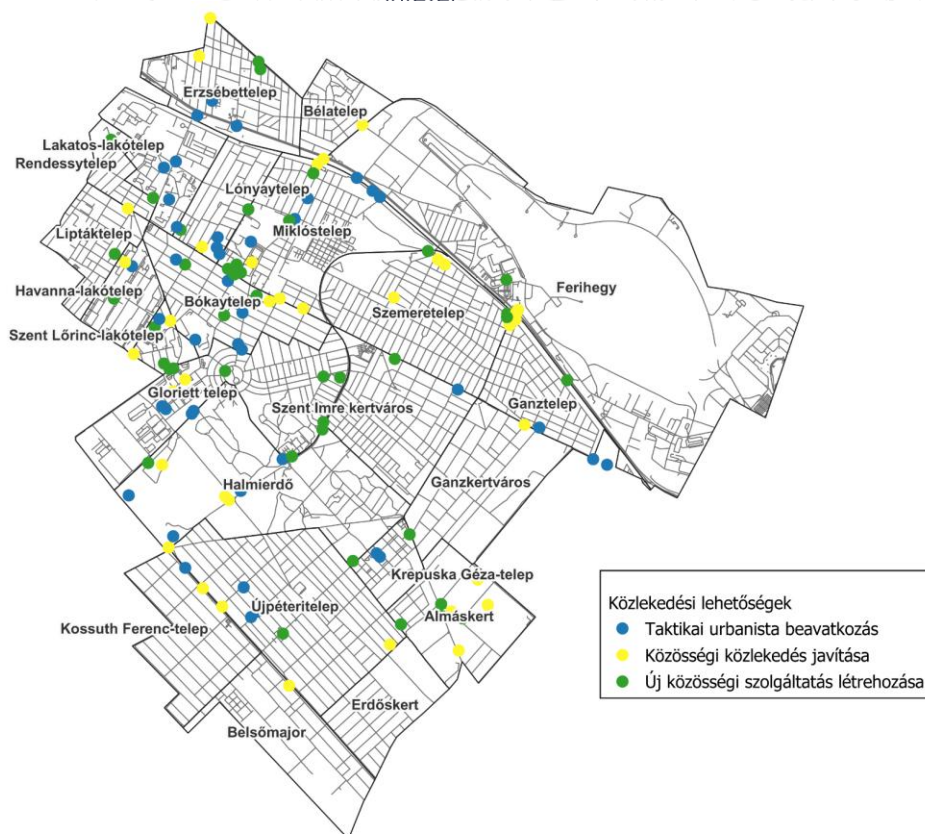 Erzsébettelep
Bélatelep
Lakatos-lakótelep
Rendessytelep
Lónyaytelep
Miklóstelep
Liptáktelep
Havanna-lakótelep
Ferihegy
Bókaytelep
Szemeretelep
Szent Lőrinc-lakótelep
Gloriett telep
Szent Imre kertváros
Ganztelep
Ganzkertváros
Halmierdő
Krepuska Géza-telep
Újpéteritelep
Almáskert
Kossuth Ferenc-telep
Erdőskert
Belsőmajor
Közlekedési lehetőségek
Taktikai urbanista beavatkozás
Közösségi közlekedés javítása
Új közösségi szolgáltatás létrehozása